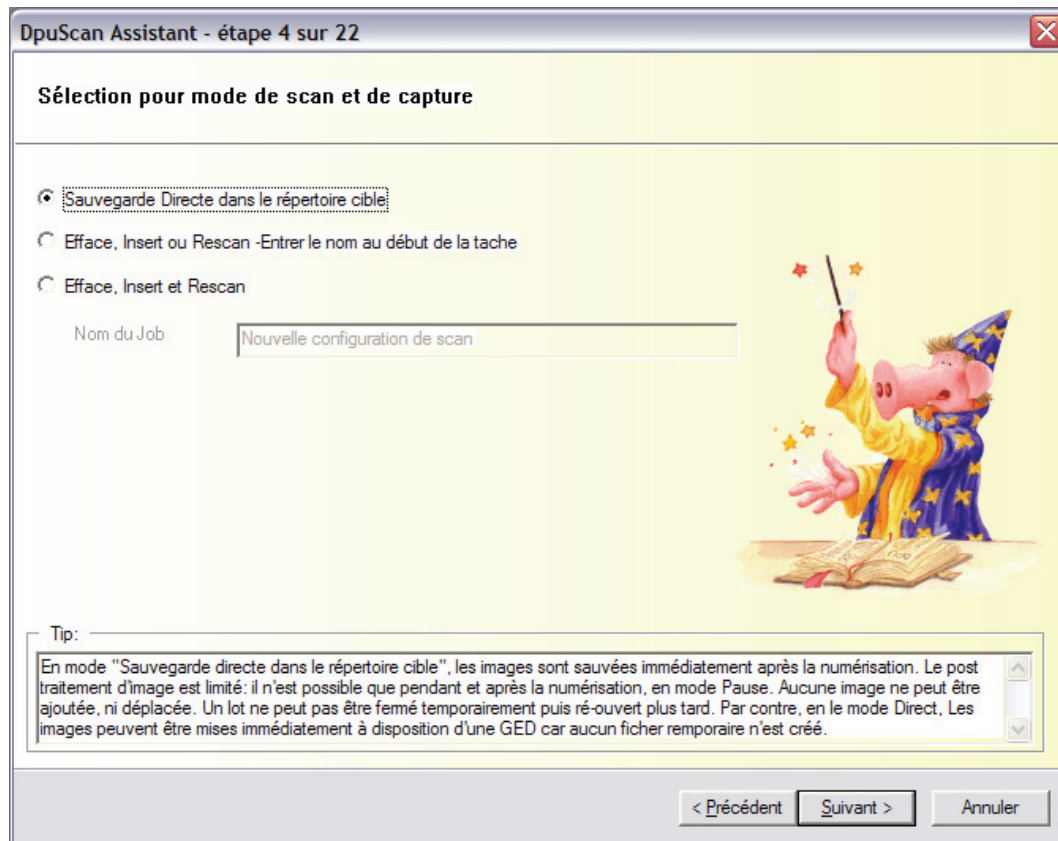 DpuScan Assistant - étape 4 sur 22
Sélection pour mode de scan et de capture
Sauvegarde Directe dans le répertoire cible
Efface, Insert ou Rescan -Entrer le nom au début de la tache
Efface, Insert et Rescan
Nom du Job
Nouvelle configuration de scan
Tip:
En mode "Sauvegarde directe dans le répertoire cible", les images sont sauvées immédiatement après la numérisation. Le post
traitement d'image est limité: il n'est possible que pendant et après la numérisation, en mode Pause. Aucune image ne peut être
ajoutée, ni déplacée. Un lot ne peut pas être fermé temporairement puis ré-ouvert plus tard. Par contre, en le mode Direct, Les
images peuvent être mises immédiatement à disposition d'une GED car aucun ficher remporaire n'est créé.
< Précédent
Suivant >
Annuler